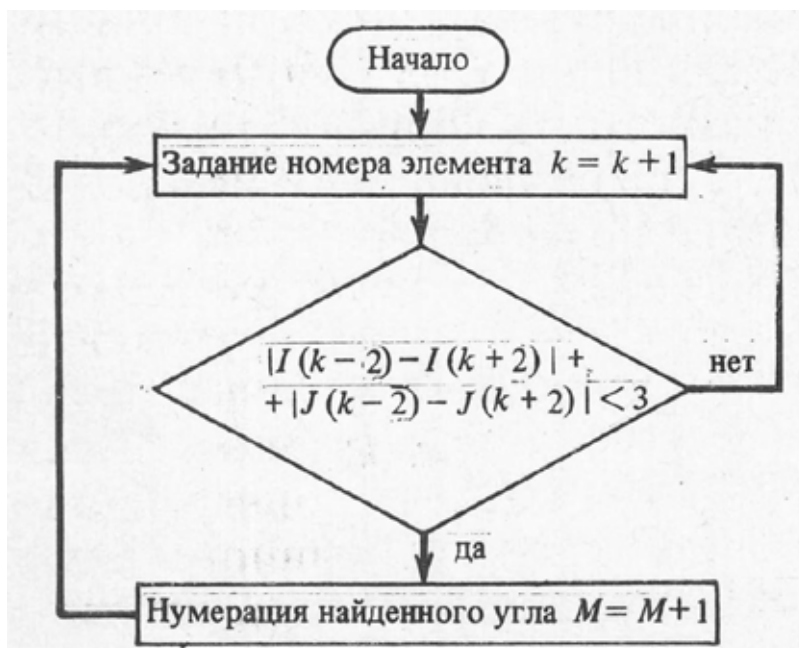 Начало
Задание номера элемента k = k + 1
|I (k − 2) − I (k + 2) | +
+ |J (k − 2) − J (k + 2) | < 3
нет
да
Нумерация найденного угла M = M + 1